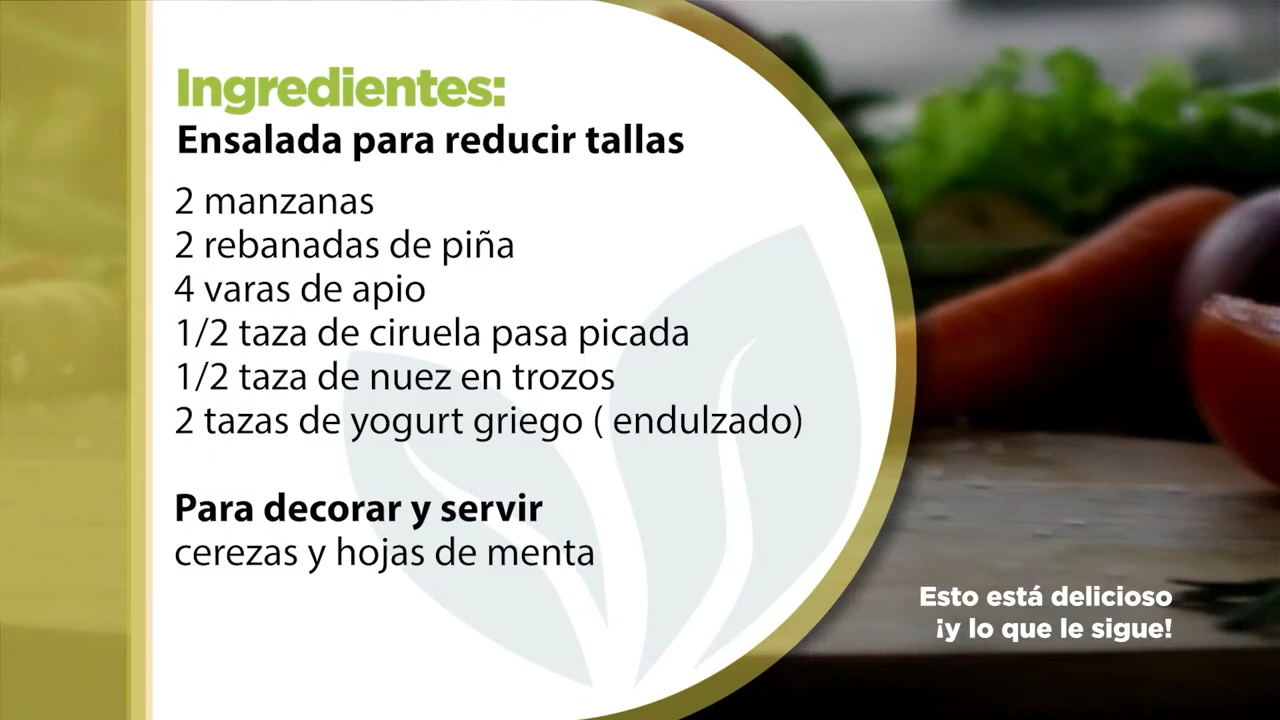 Ingredientes:
Ensalada para reducir tallas
2 manzanas
2 rebanadas de piña
4 varas de apio
1/2 taza de ciruela pasa picada
1/2 taza de nuez en trozos
2 tazas de yogurt griego ( endulzado)
Para decorar y servir
cerezas y hojas de menta
Esto está delicioso
¡y lo que le sigue!